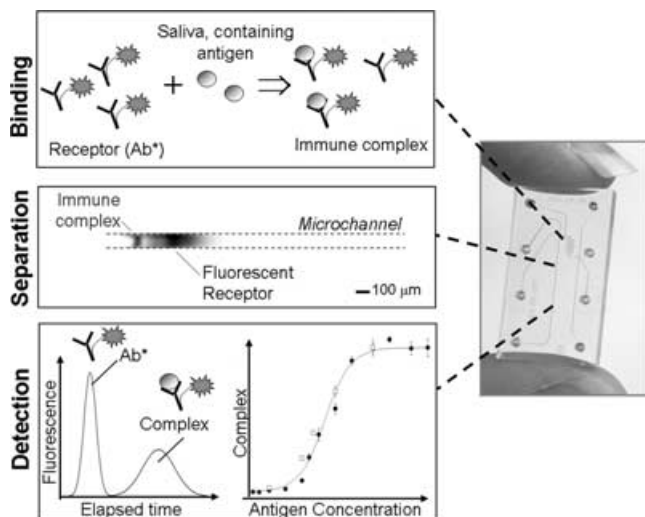 Binding
Saliva, containing
antigen
Receptor (Ab*)
Immune complex
Separation
Immune
complex
Microchannel
Fluorescent
Receptor
100 μm
Detection
Fluorescence
Ab*
Complex
Elapsed time
Complex
Antigen Concentration